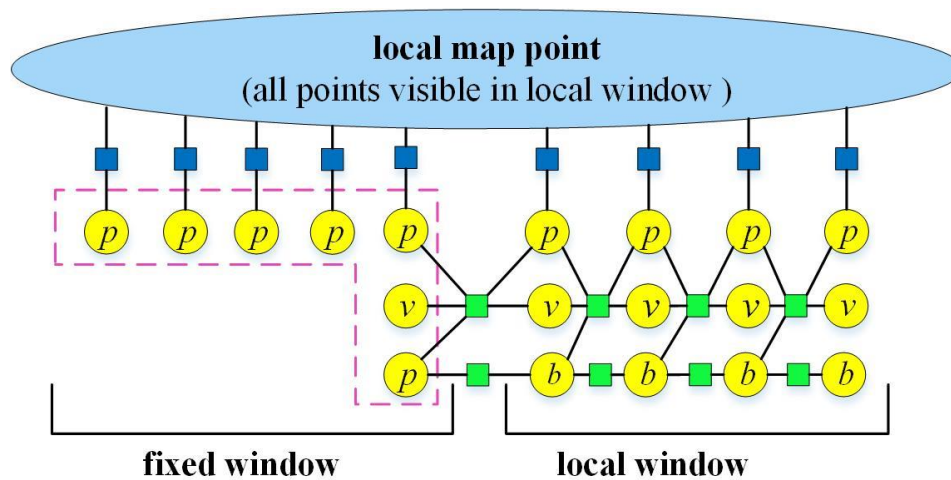 local map point
(all points visible in local window )
p p p p p p p p p
v v v v v
p b b b b
fixed window local window